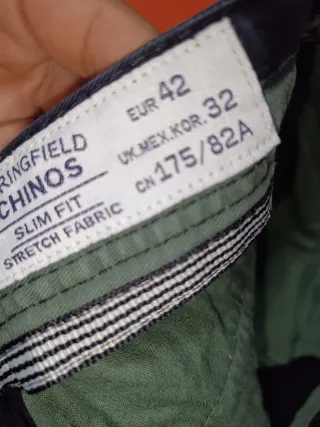 RINGFIELD
CHINOS
SLIM FIT
STRETCH FABRIC
EUR 42
UK.MEX.KOR. 32
CN 175/82A